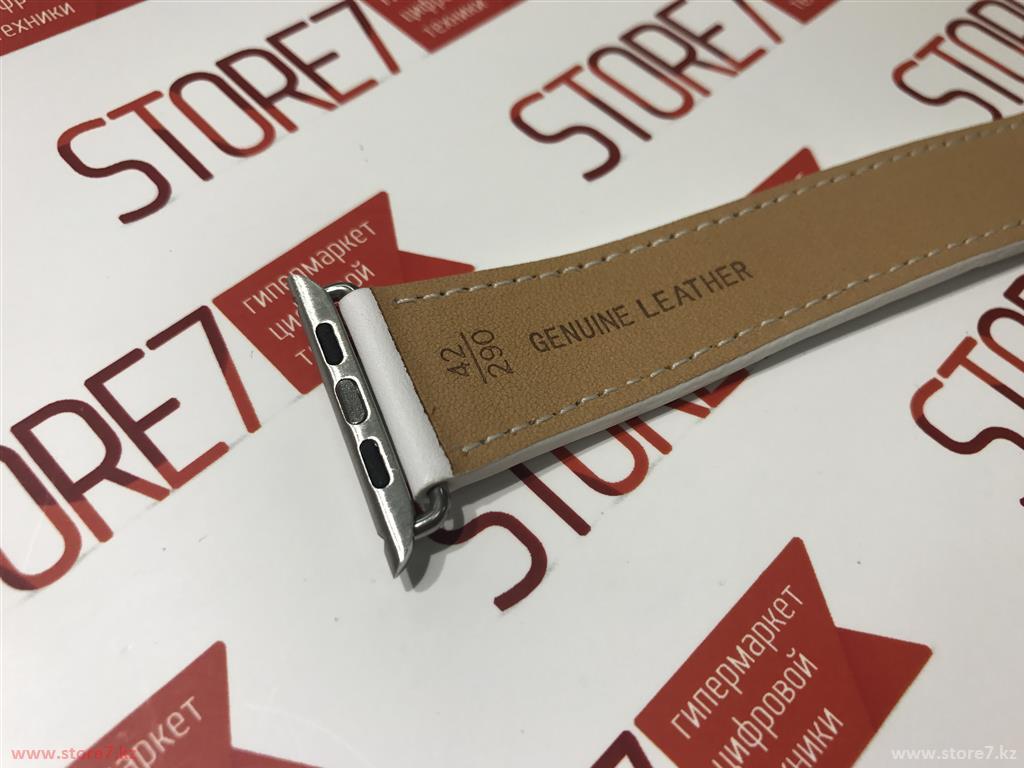 цифровой
техники
STORE7
цифровой
техники
STORE7
STORE7
гипермаркет
STORE7
42
290
GENUINE LEATHER
STORE7
гипермаркет
цифровой
техники
www.store7.kz
www.store7.kz